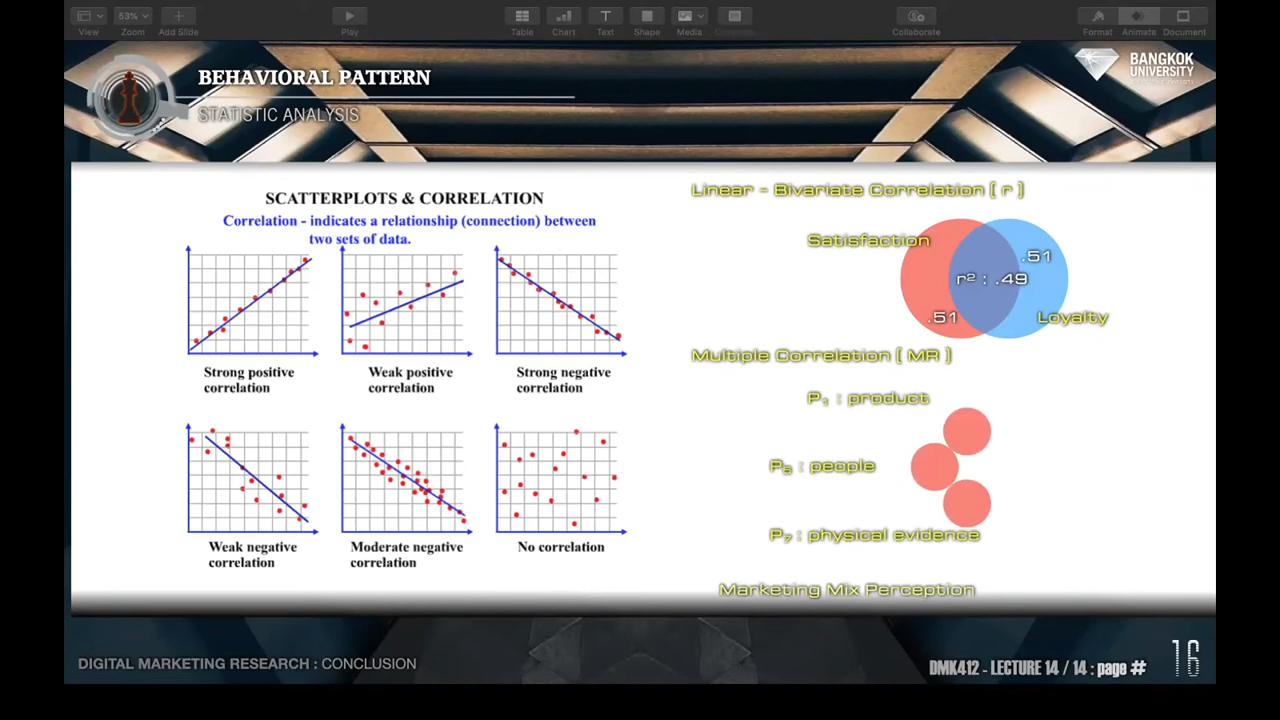 53%
View
Zoom
Add Slide
Play
Table
Chart
Text
Shape
Media
Collaborate
Format
Animate
Document
BEHAVIORAL PATTERN
STATISTIC ANALYSIS
BANGKOK
UNIVERSITY
SCATTERPLOTS & CORRELATION
Correlation - indicates a relationship (connection) between
two sets of data.
Strong positive
correlation
Weak positive
correlation
Strong negative
correlation
Weak negative
correlation
Moderate negative
correlation
No correlation
Linear - Bivariate Correlation ( r )
Satisfaction
.51
r² : .49
.51
Loyalty
Multiple Correlation ( MR )
P₁ : product
P₆ : people
P₇ : physical evidence
Marketing Mix Perception
DIGITAL MARKETING RESEARCH : CONCLUSION
DMK412 - LECTURE 14 / 14 : page #
16